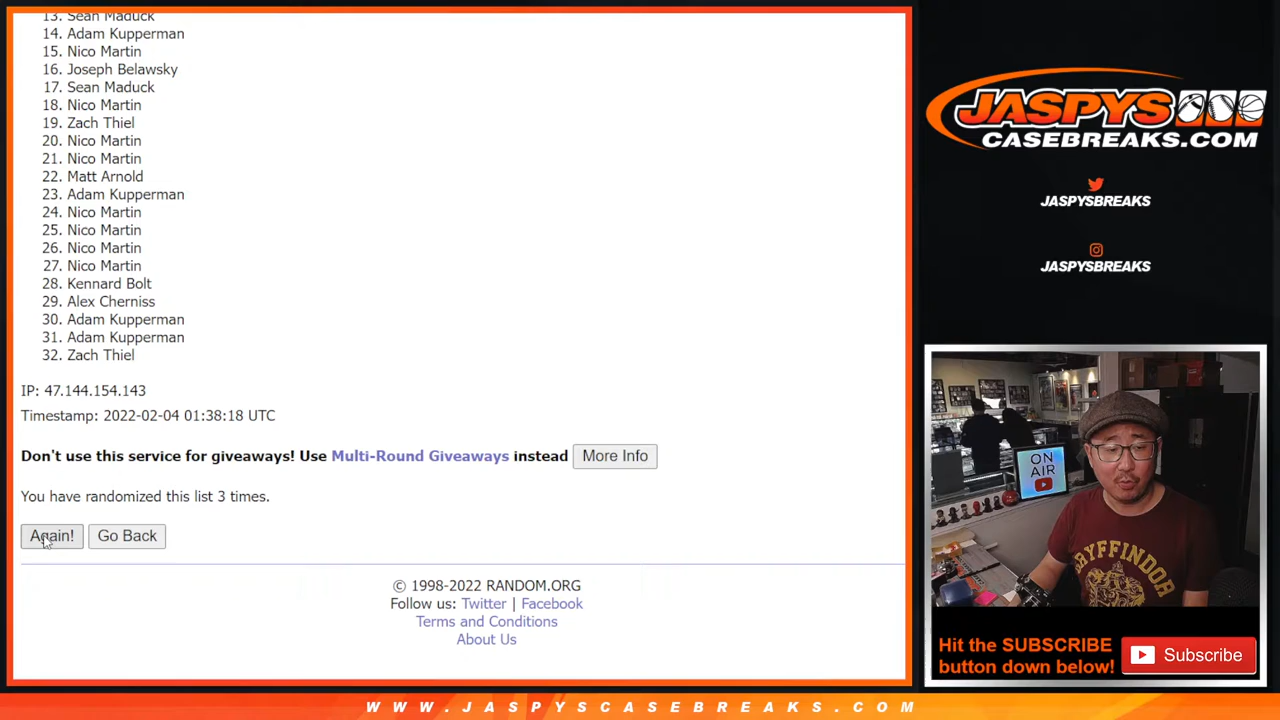 13. Sean Maduck
14. Adam Kupperman
15. Nico Martin
16. Joseph Belawsky
17. Sean Maduck
18. Nico Martin
19. Zach Thiel
20. Nico Martin
21. Nico Martin
22. Matt Arnold
23. Adam Kupperman
24. Nico Martin
25. Nico Martin
26. Nico Martin
27. Nico Martin
28. Kennard Bolt
29. Alex Cherniss
30. Adam Kupperman
31. Adam Kupperman
32. Zach Thiel
IP: 47.144.154.143
Timestamp: 2022-02-04 01:38:18 UTC
Don't use this service for giveaways! Use Multi-Round Giveaways instead More Info
You have randomized this list 3 times.
Again! Go Back
© 1998-2022 RANDOM.ORG
Follow us: Twitter | Facebook
Terms and Conditions
About Us
JASPYS
CASEBREAKS.COM
JASPYSBREAKS
JASPYSBREAKS
ON
AIR
GRYFFINDOR
Hit the SUBSCRIBE
button down below!
Subscribe
WWW.JASPYSCASEBREAKS.COM